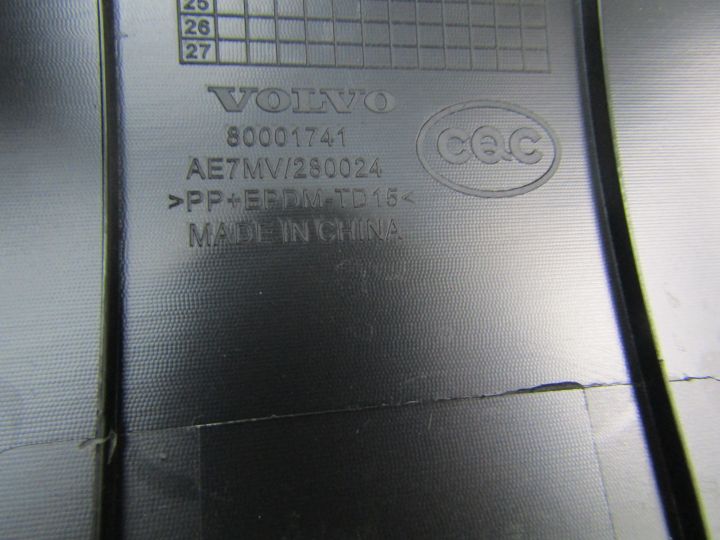 25
26
27
VOLVO
80001741
CQC
AE7MV/280024
>PP+EPDM-TD15<
MADE IN CHINA